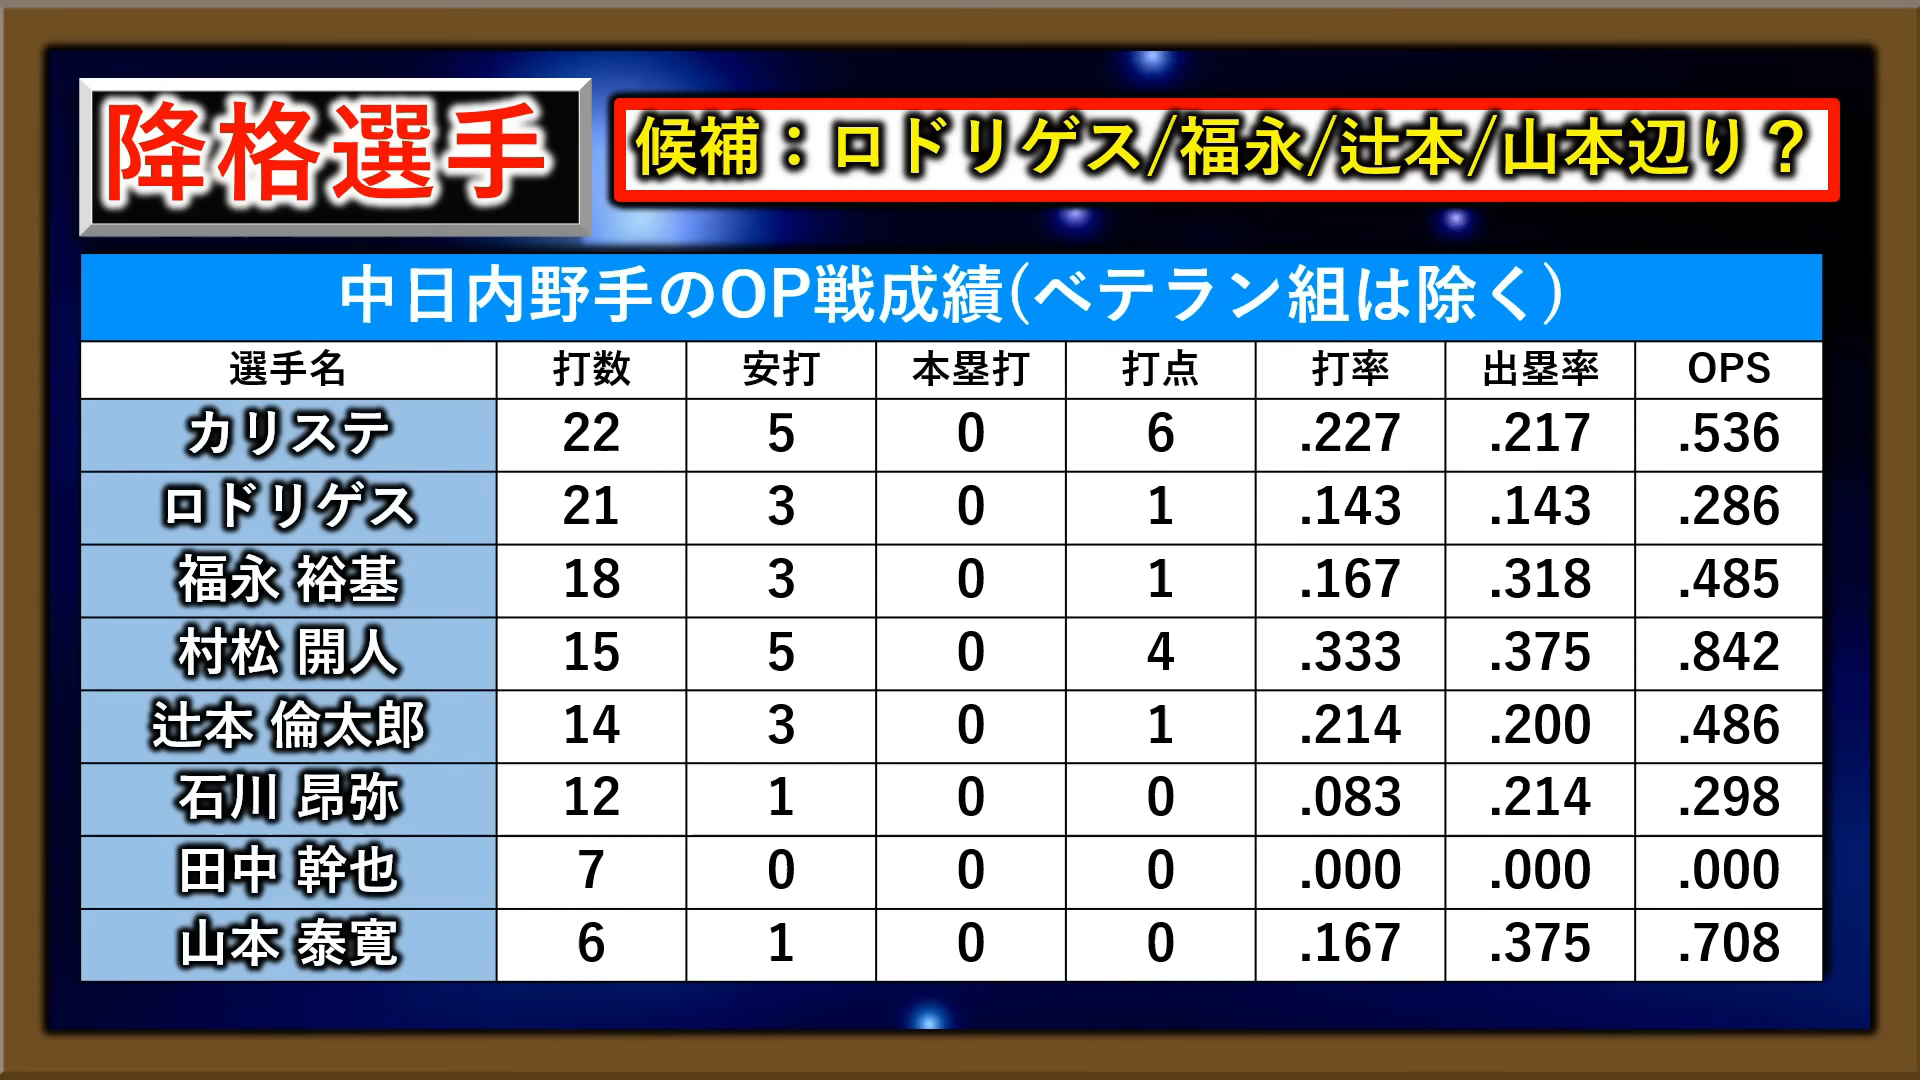 降格選手
候補：ロドリゲス/福永/辻本/山本辺り？
中日内野手のOP戦成績(ベテラン組は除く)
選手名 打数 安打 本塁打 打点 打率 出塁率 OPS
カリステ 22 5 0 6 .227 .217 .536
ロドリゲス 21 3 0 1 .143 .143 .286
福永 裕基 18 3 0 1 .167 .318 .485
村松 開人 15 5 0 4 .333 .375 .842
辻本 倫太郎 14 3 0 1 .214 .200 .486
石川 昂弥 12 1 0 0 .083 .214 .298
田中 幹也 7 0 0 0 .000 .000 .000
山本 泰寛 6 1 0 0 .167 .375 .708